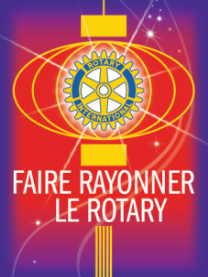 ROTARY
INTERNATIONAL
FAIRE RAYONNER
LE ROTARY